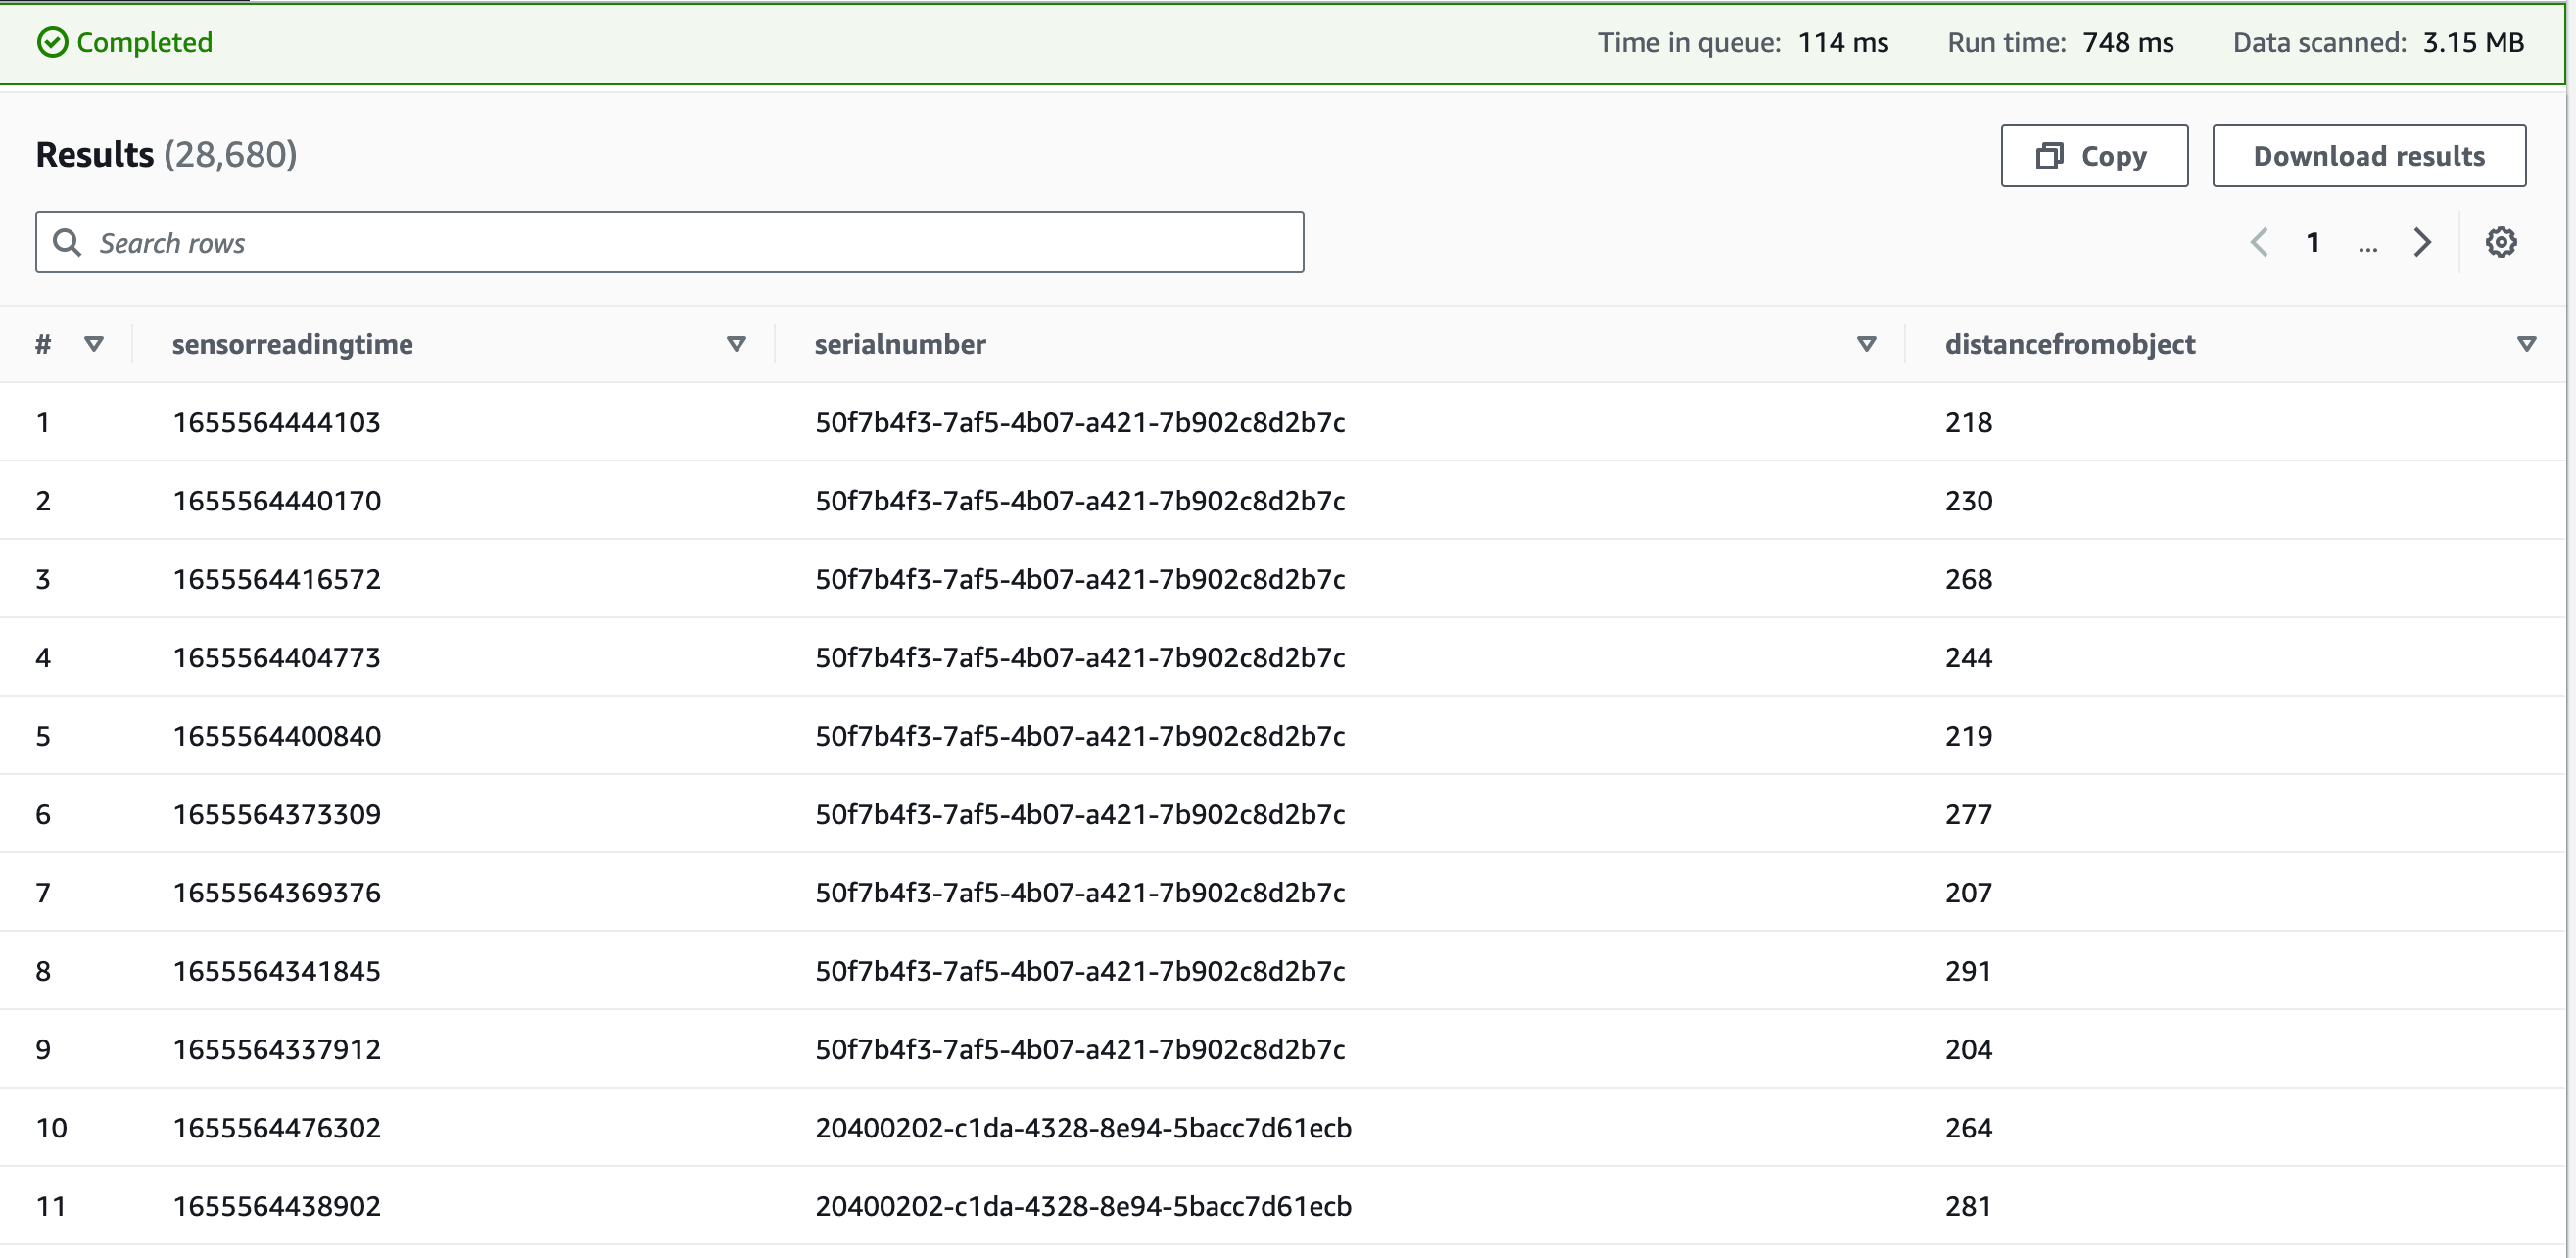 Completed Time in queue: 114 ms Run time: 748 ms Data scanned: 3.15 MB
Results (28,680) Copy Download results
Search rows 1 ...
# sensorreadingtime serialnumber distancefromobject
1 1655564444103 50f7b4f3-7af5-4b07-a421-7b902c8d2b7c 218
2 1655564440170 50f7b4f3-7af5-4b07-a421-7b902c8d2b7c 230
3 1655564416572 50f7b4f3-7af5-4b07-a421-7b902c8d2b7c 268
4 1655564404773 50f7b4f3-7af5-4b07-a421-7b902c8d2b7c 244
5 1655564400840 50f7b4f3-7af5-4b07-a421-7b902c8d2b7c 219
6 1655564373309 50f7b4f3-7af5-4b07-a421-7b902c8d2b7c 277
7 1655564369376 50f7b4f3-7af5-4b07-a421-7b902c8d2b7c 207
8 1655564341845 50f7b4f3-7af5-4b07-a421-7b902c8d2b7c 291
9 1655564337912 50f7b4f3-7af5-4b07-a421-7b902c8d2b7c 204
10 1655564476302 20400202-c1da-4328-8e94-5bacc7d61ecb 264
11 1655564438902 20400202-c1da-4328-8e94-5bacc7d61ecb 281